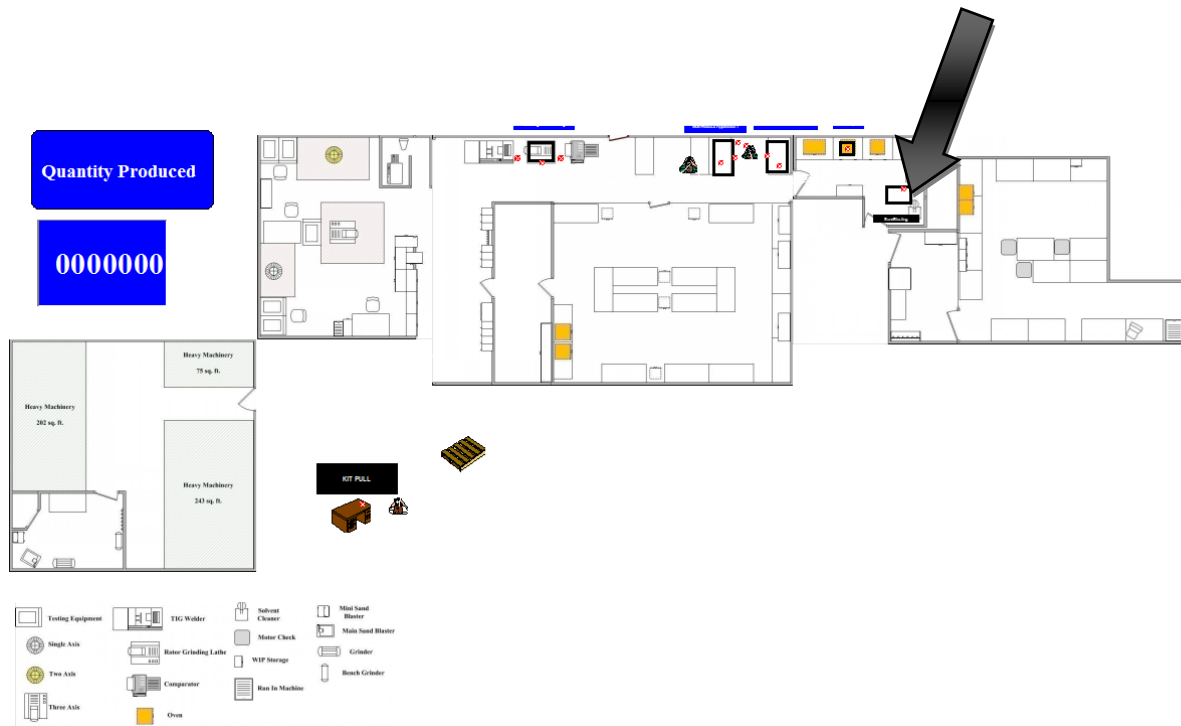 Quantity Produced
0000000
Heavy Machinery
75 sq. ft.
Heavy Machinery
202 sq. ft.
Heavy Machinery
243 sq. ft.
KIT PULL
Testing Equipment
Single Axis
Two Axis
Three Axis
TIG Welder
Rotor Grinding Lathe
Comparator
Oven
Solvent
Cleaner
Motor Check
WIP Storage
Run In Machine
Mini Sand
Blaster
Main Sand Blaster
Grinder
Bench Grinder